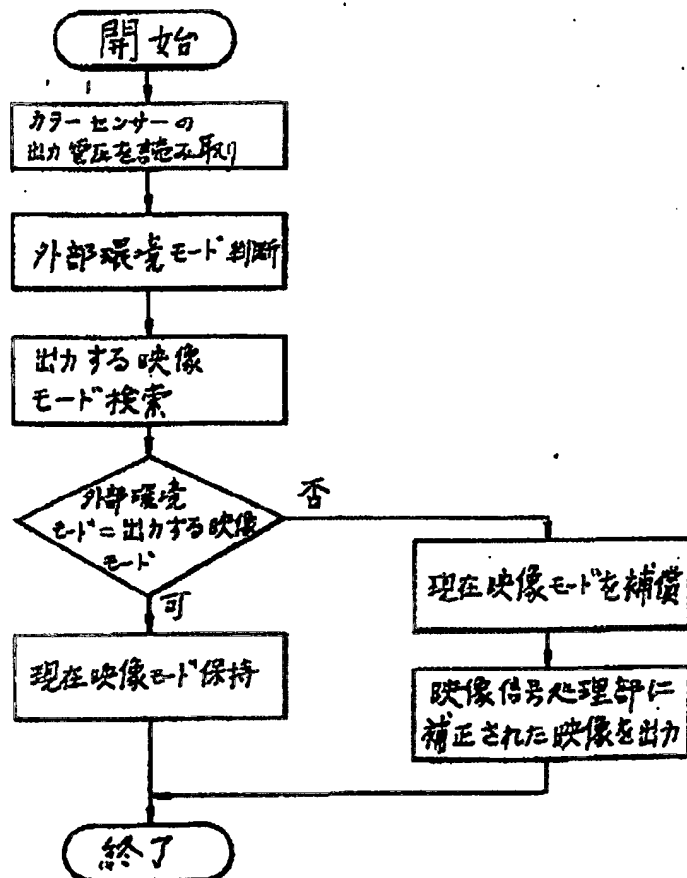 開始
カラーセンサーの
出力電圧を読み取り
外部環境モード判断
出力する映像
モード検索
外部環境
モード=出力する映像
モード
否
可
現在映像モードを補償
現在映像モード保持
映像信号処理部に
補正された映像を出力
終了